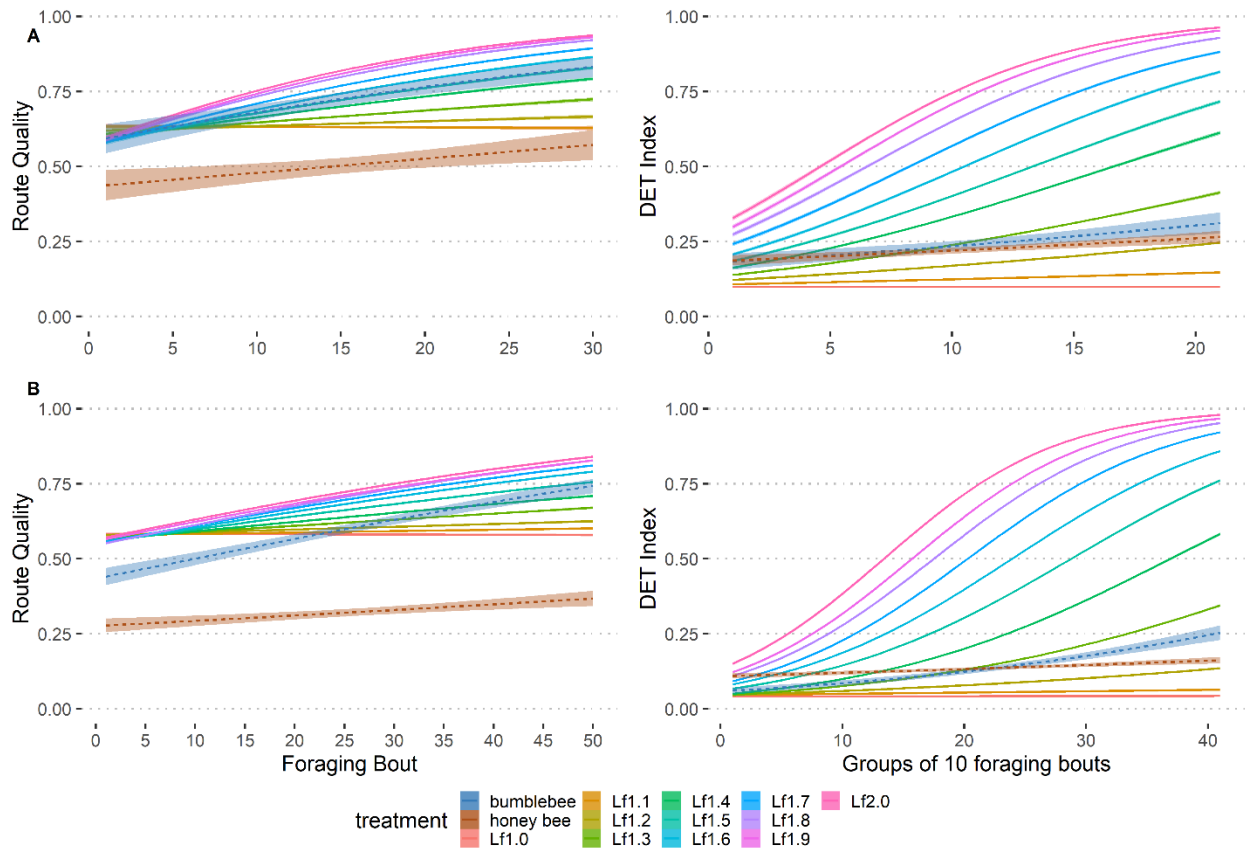 A
1.00
0.75
0.50
0.25
0.00
Route Quality
0 5 10 15 20 25 30
1.00
0.75
0.50
0.25
0.00
DET Index
0 5 10 15 20
B
1.00
0.75
0.50
0.25
0.00
Route Quality
0 5 10 15 20 25 30 35 40 45 50
Foraging Bout
1.00
0.75
0.50
0.25
0.00
DET Index
0 10 20 30 40
Groups of 10 foraging bouts
treatment
bumblebee Lf1.1 Lf1.4 Lf1.7 Lf2.0
honey bee Lf1.2 Lf1.5 Lf1.8
Lf1.0 Lf1.3 Lf1.6 Lf1.9